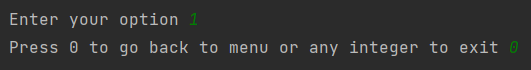 Enter your option 1
Press 0 to go back to menu or any integer to exit 0